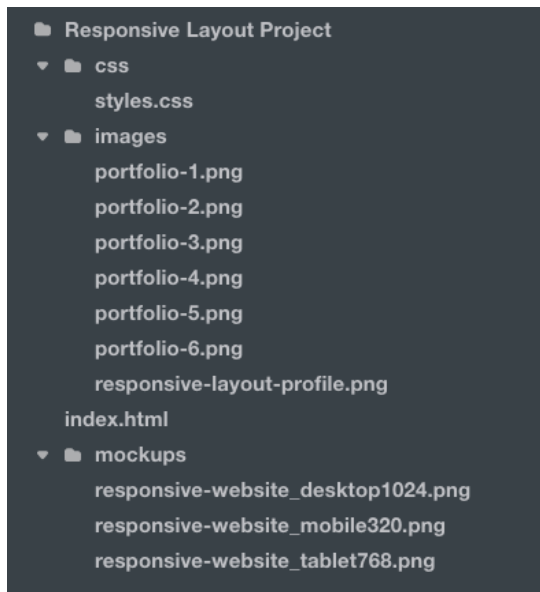 Responsive Layout Project
css
styles.css
images
portfolio-1.png
portfolio-2.png
portfolio-3.png
portfolio-4.png
portfolio-5.png
portfolio-6.png
responsive-layout-profile.png
index.html
mockups
responsive-website_desktop1024.png
responsive-website_mobile320.png
responsive-website_tablet768.png